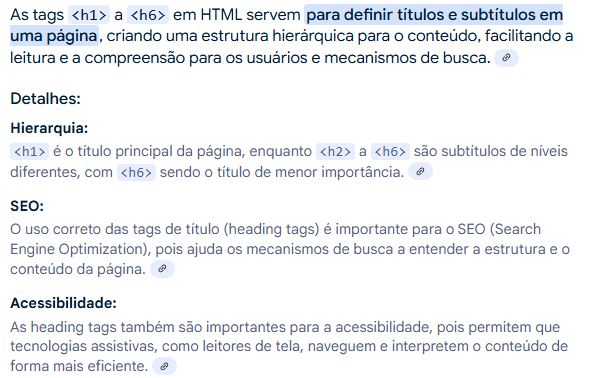 As tags <h1> a <h6> em HTML servem para definir títulos e subtítulos em
uma página, criando uma estrutura hierárquica para o conteúdo, facilitando a
leitura e a compreensão para os usuários e mecanismos de busca.
Detalhes:
Hierarquia:
<h1> é o título principal da página, enquanto <h2> a <h6> são subtítulos de níveis
diferentes, com <h6> sendo o título de menor importância.
SEO:
O uso correto das tags de título (heading tags) é importante para o SEO (Search
Engine Optimization), pois ajuda os mecanismos de busca a entender a estrutura e o
conteúdo da página.
Acessibilidade:
As heading tags também são importantes para a acessibilidade, pois permitem que
tecnologias assistivas, como leitores de tela, naveguem e interpretem o conteúdo de
forma mais eficiente.